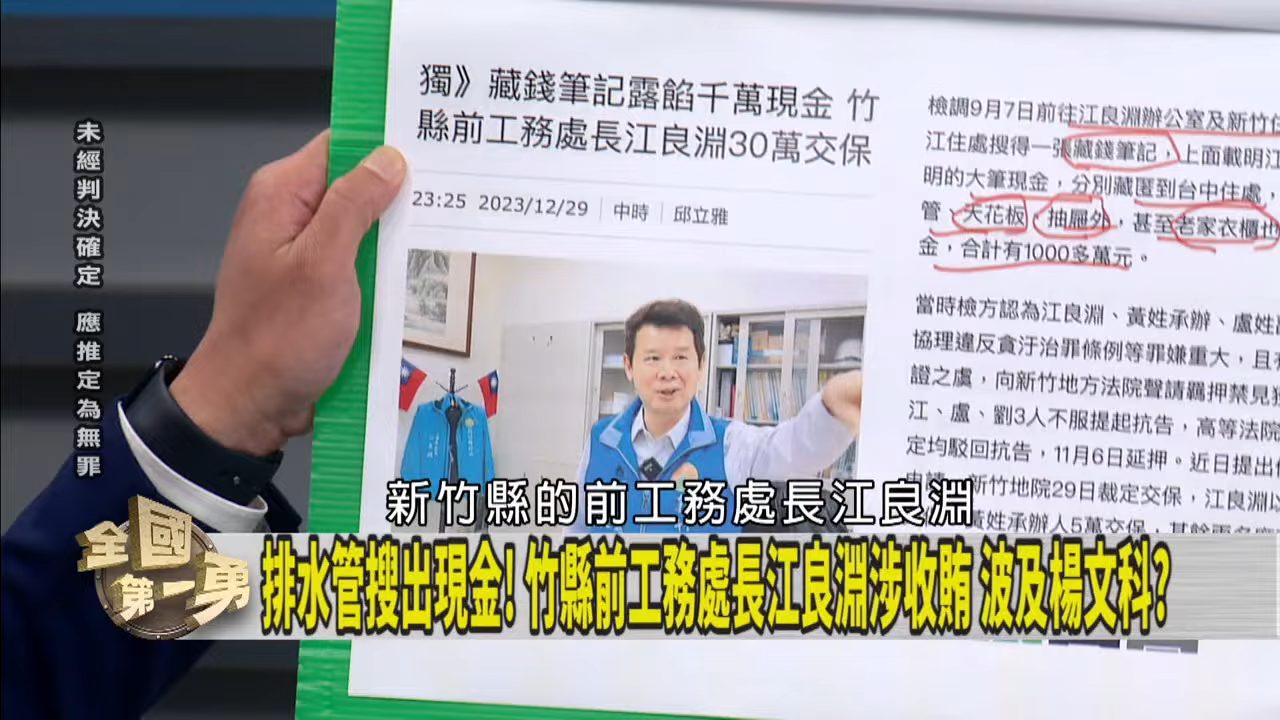 獨》藏錢筆記露餡千萬現金 竹
縣前工務處長江良淵30萬交保
23:25 2023/12/29 | 中時 | 邱立雅
檢調9月7日前往江良淵辦公室及新竹
江住處搜得一張藏錢筆記，上面載明江
明的大筆現金，分別藏匿到台中住處，
管、天花板、抽屜外，甚至老家衣櫃也
金，合計有1000多萬元。
當時檢方認為江良淵、黃姓承辦、盧姓
協理違反貪汙治罪條例等罪嫌重大，且
證之虞，向新竹地方法院聲請羈押禁見
江、盧、劉3人不服提起抗告，高等法院
定均駁回抗告，11月6日延押。近日提出
新竹地院29日裁定交保，江良淵以
黃姓承辦人5萬交保，其餘兩名
未經判決確定 應推定為無罪
新竹縣的前工務處長江良淵
全國第一勇
排水管搜出現金! 竹縣前工務處長江良淵涉收賄 波及楊文科?